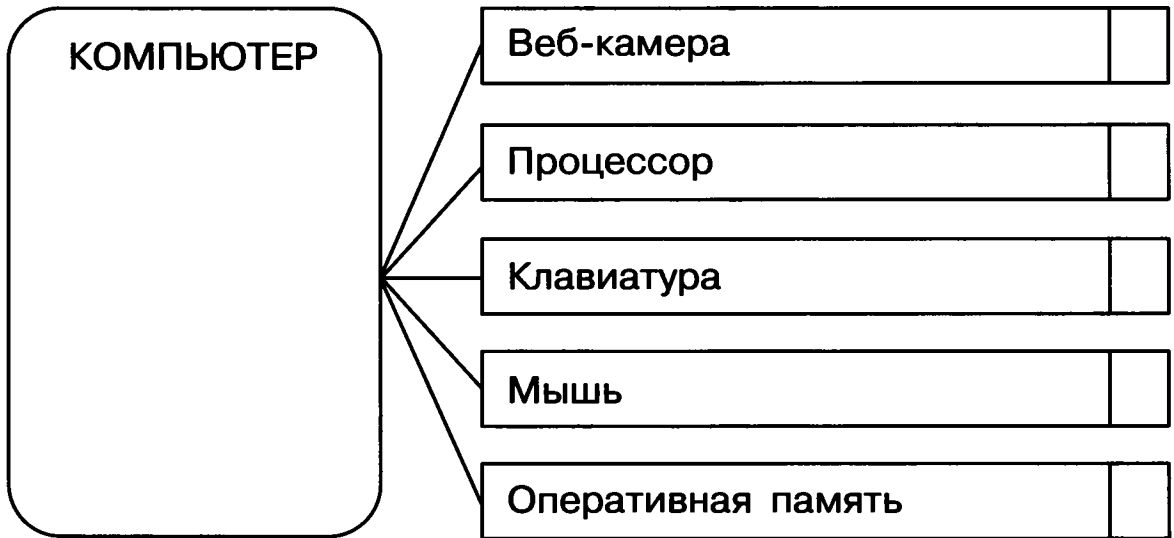 КОМПЬЮТЕР
Веб-камера
Процессор
Клавиатура
Мышь
Оперативная память